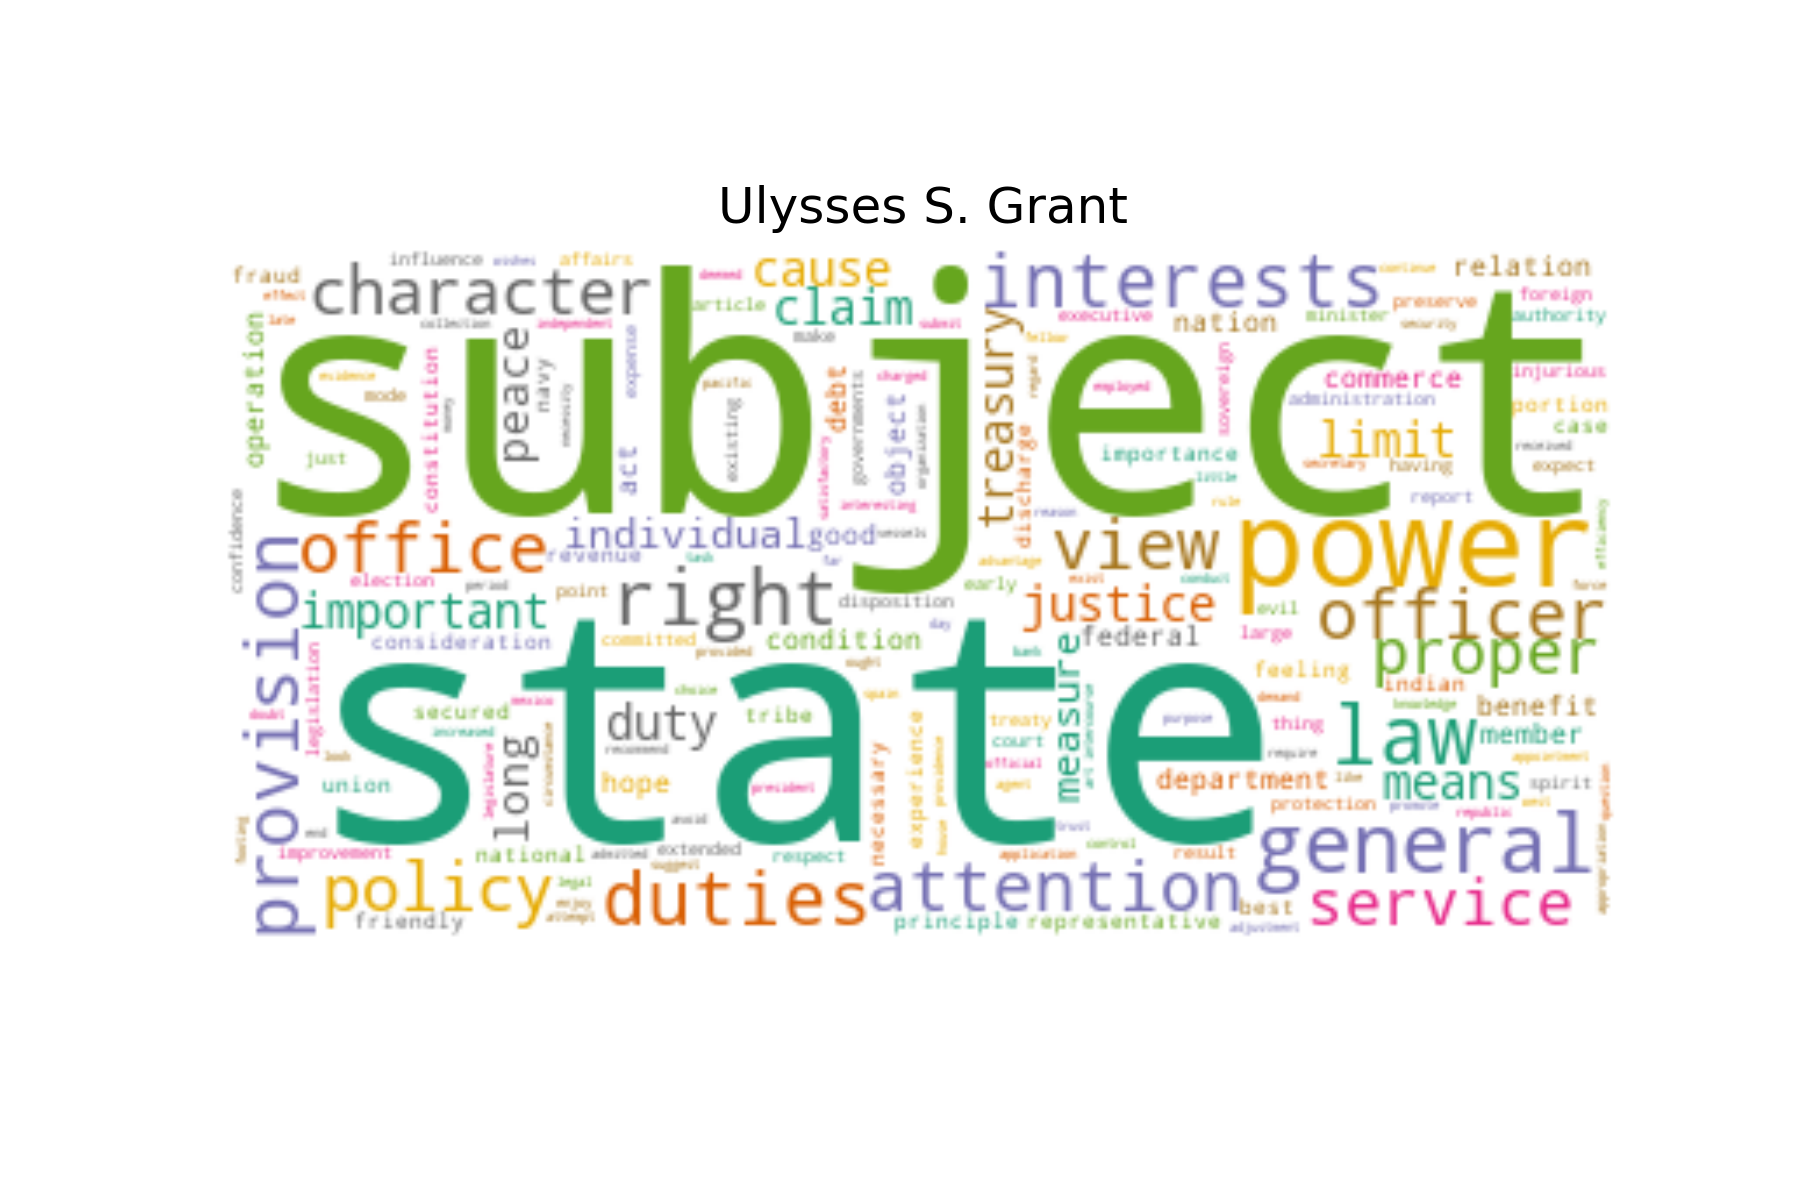 Ulysses S. Grant
influence wishes affairs
fraud
effect
late
character
cause
deemed
article
claim
submit
make
interests
continue
relation
foreign
authority
preserve
executive
nation
minister
security
fellow
collection independent
operation
subject
evidence
mode
just
constitution
money
peace
navy
necessity
expense
act
pacific
existing
debt
governments
charged
object
organization
satisfactory
interesting
treasury
regard
discharge
employed
sovereign
commerce
administration
injurious
portion
case
limit
importance
little
secretary
having
received
expect
rule
report
reason
confidence
office
individual
good
vessels
revenue
task
far
view
power
efficiency
advantage
exist
conduct
force
election
period
point
right
disposition
early
justice
evil
officer
important
consideration
committed
provided
condition
day
ought
bank
federal
large
proper
provision
legislation
doubt
look
state
secured
increased
mexico
choice
tribe
spain
duty
recommend
long
circumstance
legislature
union
hope
president
avoid
necessary
experience
providence
house
treaty
court
official
agent
measure
purpose
feeling
demand
indian
knowledge
benefit
thing
require
law
member
appointment
department
like
means
spirit
question
protection
promote
west
republic
trust
control
end
improvement
national
admitted
extended
suggest
respect
application
result
general
appropriation
policy
legal
enjoy
attempt
friendly
duties
attention
principle representative
best
adjustment
service